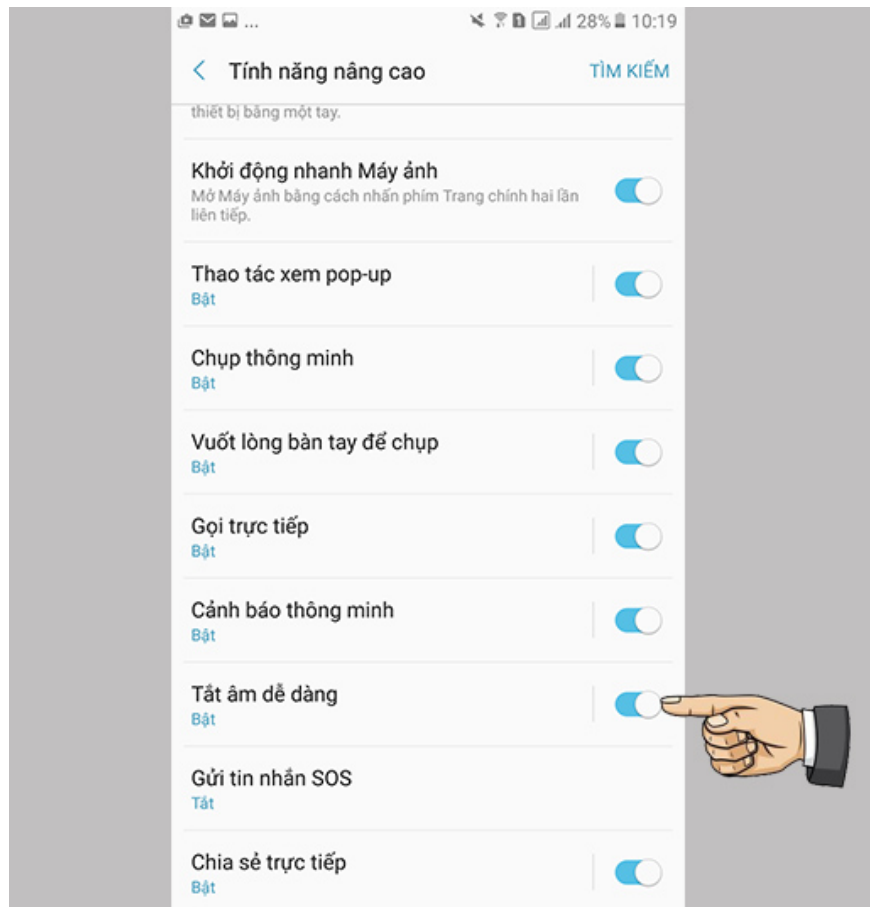 ... 28% 10:19
Tính năng nâng cao TÌM KIẾM
thiết bị bằng một tay.
Khởi động nhanh Máy ảnh
Mở Máy ảnh bằng cách nhấn phím Trang chính hai lần
liên tiếp.
Thao tác xem pop-up
Bật
Chụp thông minh
Bật
Vuốt lòng bàn tay để chụp
Bật
Gọi trực tiếp
Bật
Cảnh báo thông minh
Bật
Tắt âm dễ dàng
Bật
Gửi tin nhắn SOS
Tắt
Chia sẻ trực tiếp
Bật